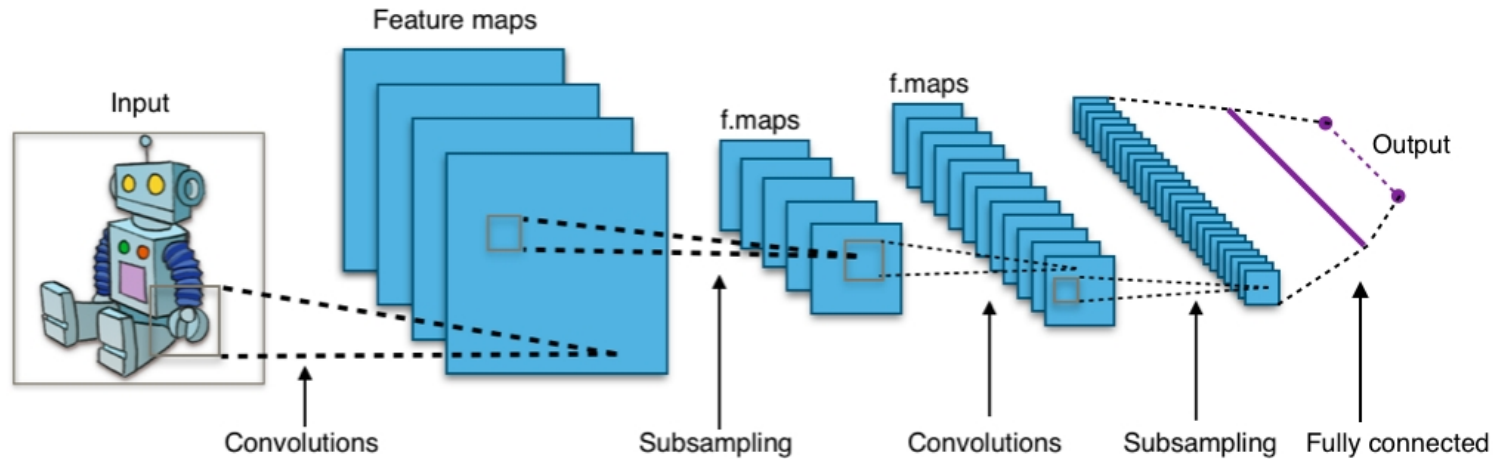 Feature maps
f.maps
Input
f.maps
Output
Convolutions
Subsampling
Convolutions
Subsampling
Fully connected